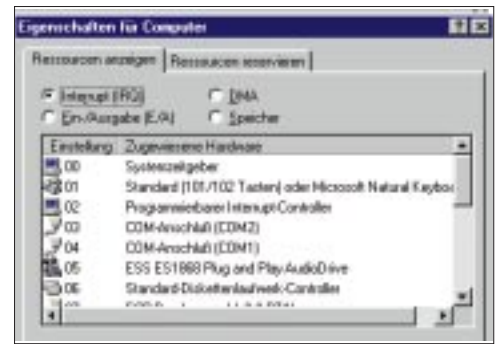 Eigenschaften für Computer
Ressourcen anzeigen Ressourcen reservieren
Interrupt (IRQ) DMA
Ein-/Ausgabe (E/A) Speicher
Einstellung Zugewiesene Hardware
00 Systemzeitgeber
01 Standard (101/102 Tasten) oder Microsoft Natural Keyboa
02 Programmierbarer Interrupt-Controller
03 COM-Anschluß (COM2)
04 COM-Anschluß (COM1)
05 ESS ES1868 Plug and Play AudioDrive
06 Standard-Diskettenlaufwerk-Controller